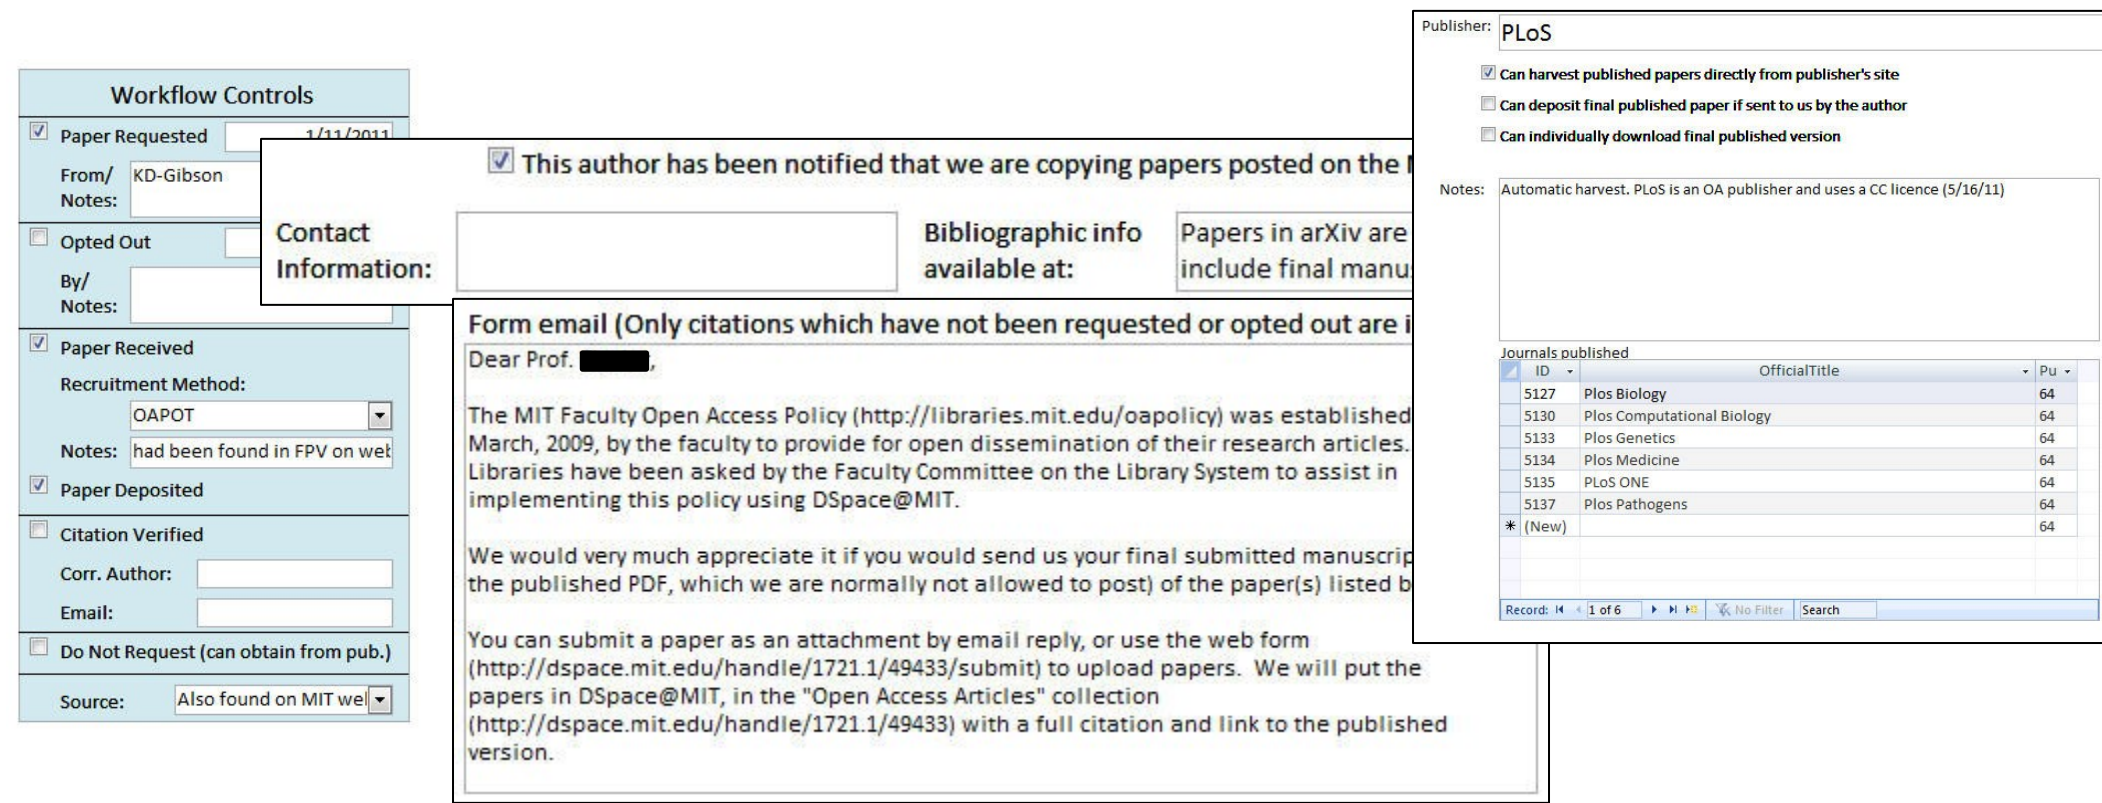 Workflow Controls
Paper Requested 1/11/2011
From/ Notes: KD-Gibson
Opted Out
By/ Notes:
Paper Received
Recruitment Method:
OAPOT
Notes: had been found in FPV on web
Paper Deposited
Citation Verified
Corr. Author:
Email:
Do Not Request (can obtain from pub.)
Source: Also found on MIT wel
This author has been notified that we are copying papers posted on the
Contact Information:
Bibliographic info available at:
Papers in arXiv are
include final manu
Form email (Only citations which have not been requested or opted out are i
Dear Prof. ,
The MIT Faculty Open Access Policy (http://libraries.mit.edu/oapolicy) was established
March, 2009, by the faculty to provide for open dissemination of their research articles.
Libraries have been asked by the Faculty Committee on the Library System to assist in
implementing this policy using DSpace@MIT.
We would very much appreciate it if you would send us your final submitted manuscrip
the published PDF, which we are normally not allowed to post) of the paper(s) listed b
You can submit a paper as an attachment by email reply, or use the web form
(http://dspace.mit.edu/handle/1721.1/49433/submit) to upload papers. We will put the
papers in DSpace@MIT, in the "Open Access Articles" collection
(http://dspace.mit.edu/handle/1721.1/49433) with a full citation and link to the published
version.
Publisher: PLoS
Can harvest published papers directly from publisher's site
Can deposit final published paper if sent to us by the author
Can individually download final published version
Notes: Automatic harvest. PLoS is an OA publisher and uses a CC licence (5/16/11)
Journals published
ID OfficialTitle Pu
5127 Plos Biology 64
5130 Plos Computational Biology 64
5133 Plos Genetics 64
5134 Plos Medicine 64
5135 PLoS ONE 64
5137 Plos Pathogens 64
(New) 64
Record: 1 of 6 No Filter Search